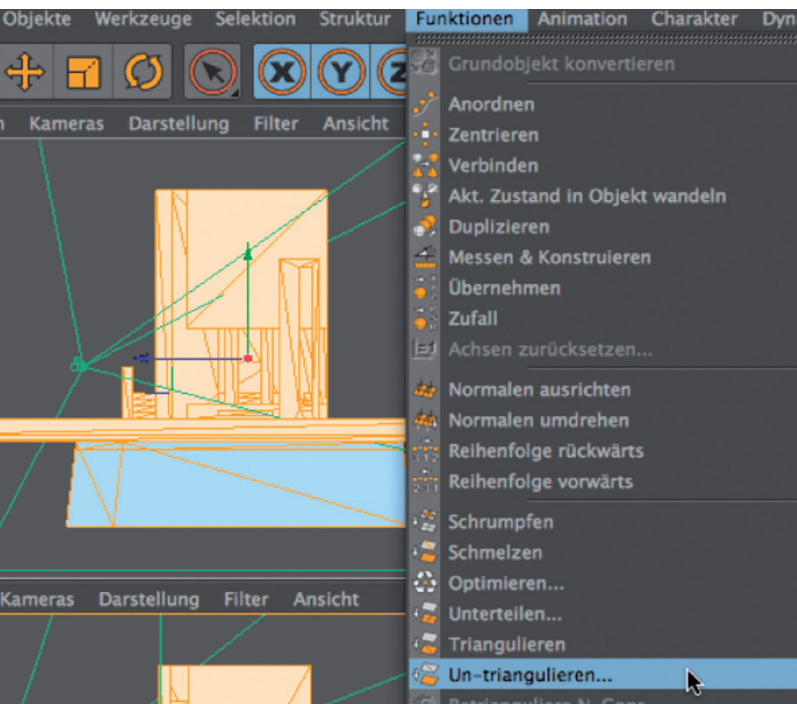 Objekte Werkzeuge Selektion Struktur Funktionen Animation Charakter Dyn
X Y Z
Kameras Darstellung Filter Ansicht
Grundobjekt konvertieren
Anordnen
Zentrieren
Verbinden
Akt. Zustand in Objekt wandeln
Duplizieren
Messen & Konstruieren
Übernehmen
Zufall
Achsen zurücksetzen...
Normalen ausrichten
Normalen umdrehen
Reihenfolge rückwärts
Reihenfolge vorwärts
Schrumpfen
Schmelzen
Optimieren...
Unterteilen...
Triangulieren
Un-triangulieren...
Kameras Darstellung Filter Ansicht